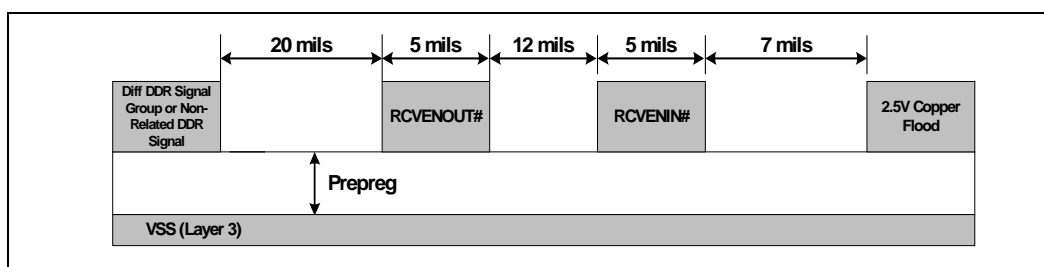 20 mils
5 mils
12 mils
5 mils
7 mils
Diff DDR Signal
Group or Non-
Related DDR
Signal
RCVENOUT#
RCVENIN#
2.5V Copper
Flood
Prepreg
VSS (Layer 3)